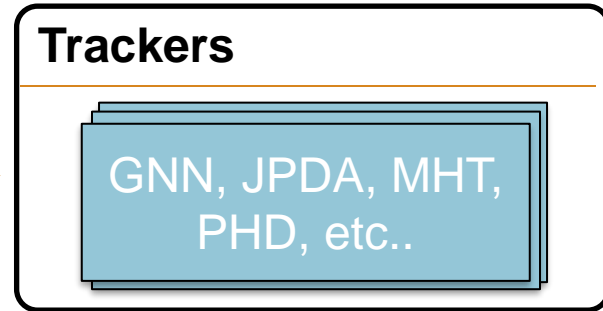 Trackers
GNN, JPDA, MHT,
PHD, etc..